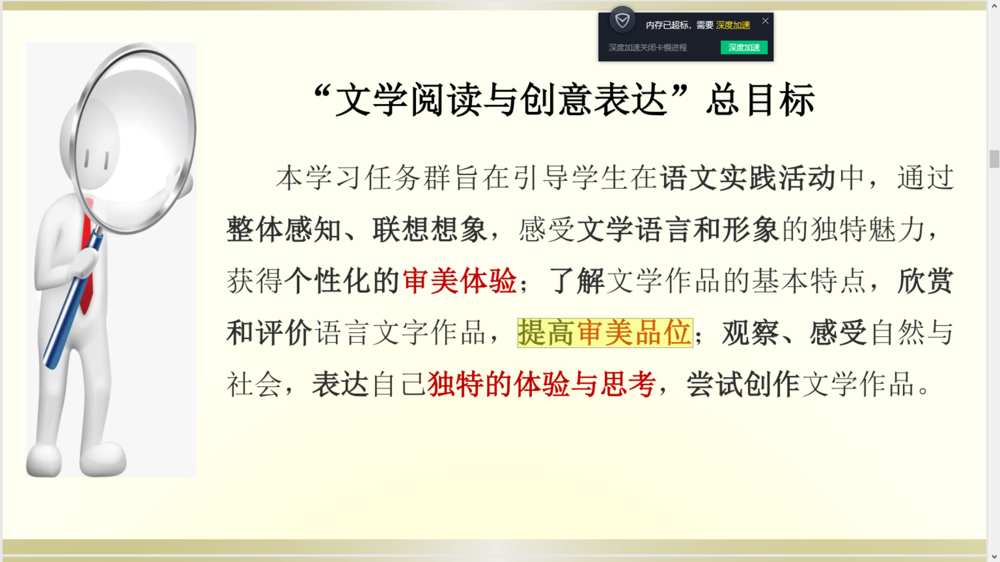 内存已超标，需要 深度加速
深度加速关闭卡慢进程
深度加速
“文学阅读与创意表达”总目标
本学习任务群旨在引导学生在语文实践活动中，通过
整体感知、联想想象，感受文学语言和形象的独特魅力，
获得个性化的审美体验；了解文学作品的基本特点，欣赏
和评价语言文字作品，提高审美品位；观察、感受自然与
社会，表达自己独特的体验与思考，尝试创作文学作品。